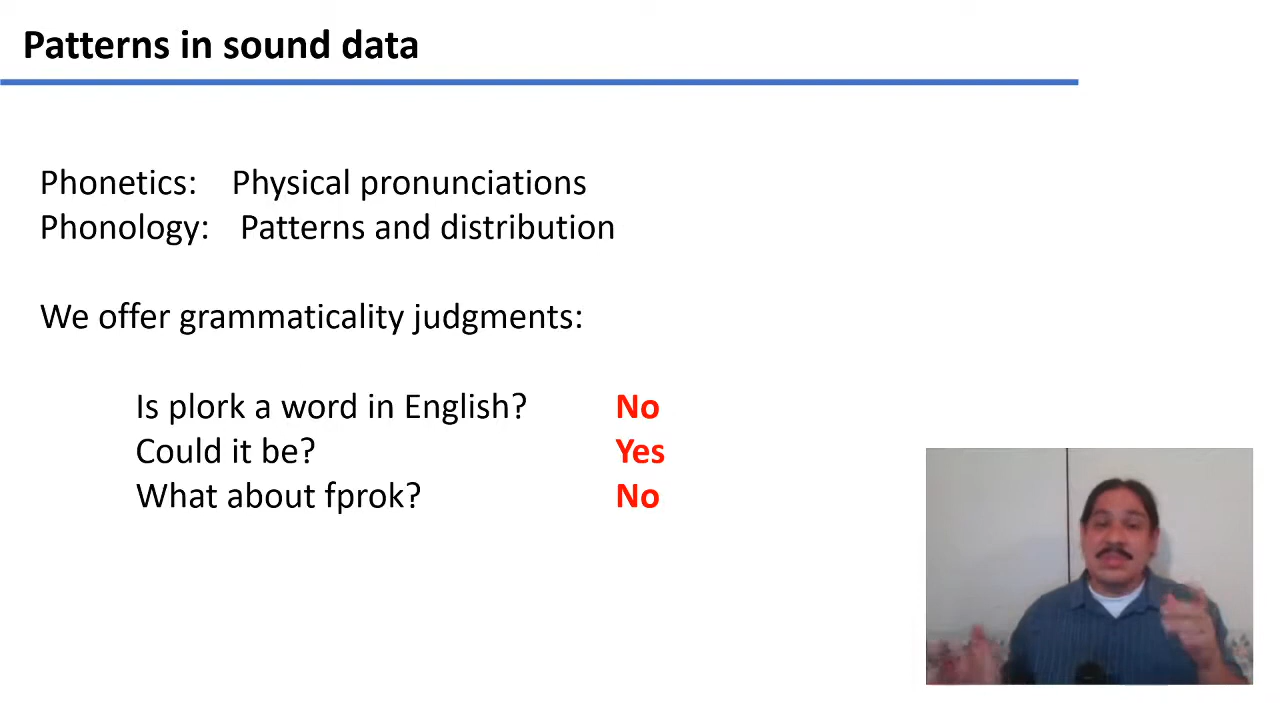 Patterns in sound data
Phonetics: Physical pronunciations
Phonology: Patterns and distribution
We offer grammaticality judgments:
Is plork a word in English? No
Could it be? Yes
What about fprok? No